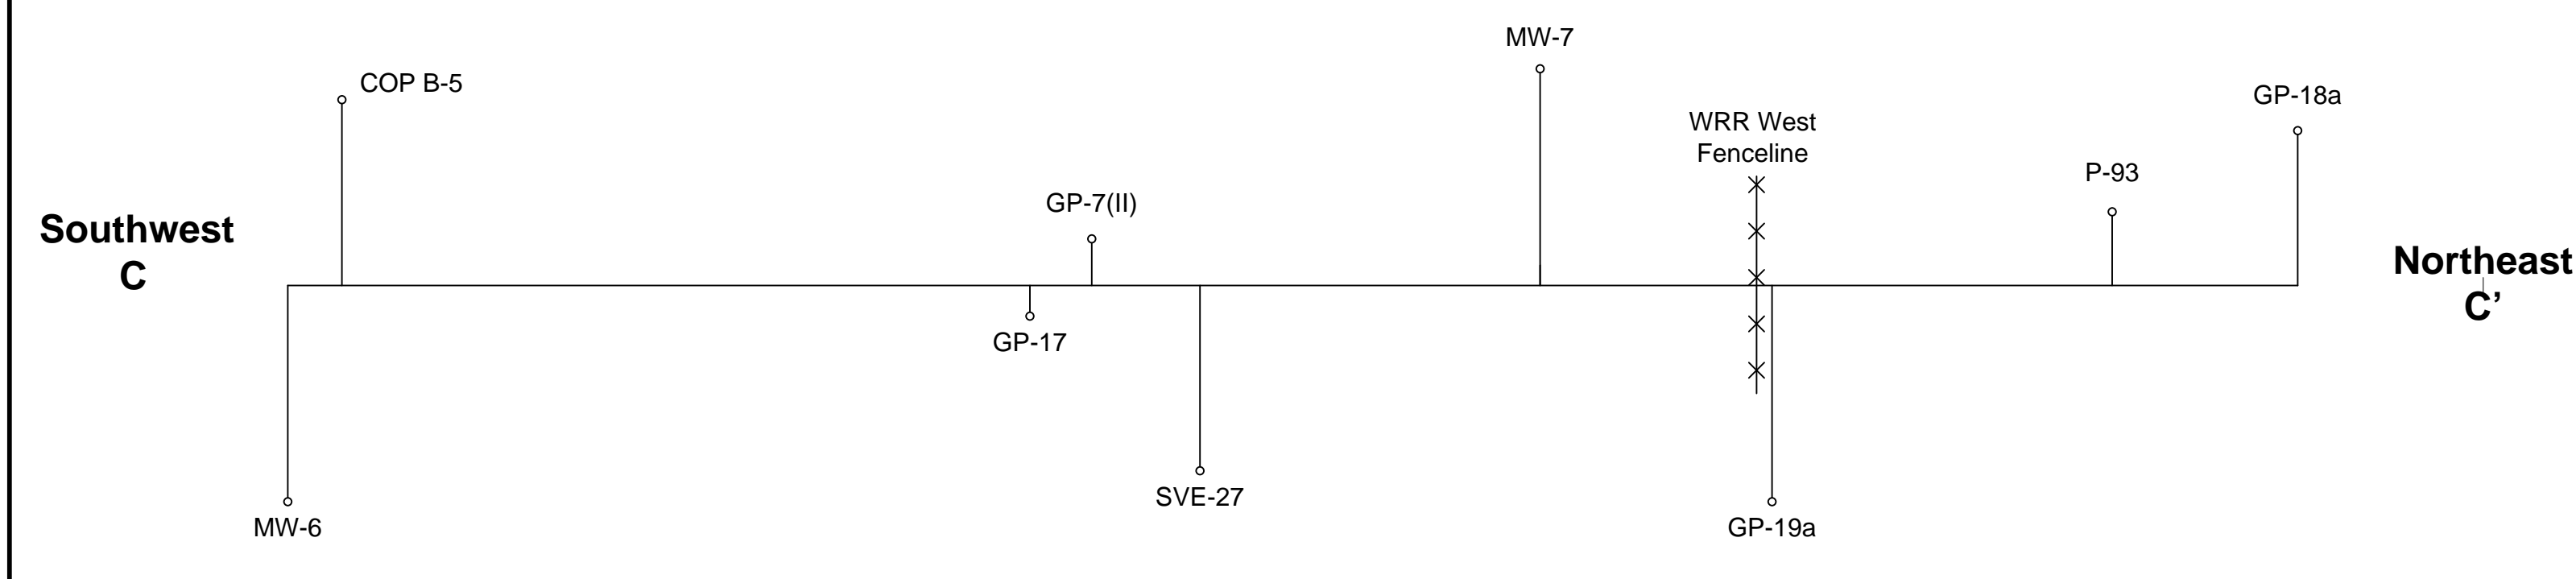 MW-7
COP B-5
GP-18a
WRR West
Fenceline
P-93
GP-7(II)
Southwest
C
Northeast
C’
GP-17
SVE-27
MW-6
GP-19a